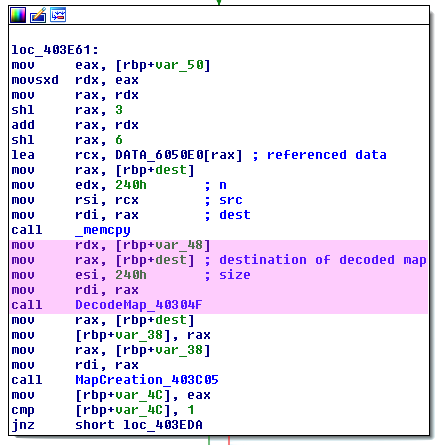 loc_403E61:
mov eax, [rbp+var_50]
movsxd rdx, eax
mov rax, rdx
shl rax, 3
add rax, rdx
shl rax, 6
lea rcx, DATA_6050E0[rax] ; referenced data
mov rax, [rbp+dest]
mov edx, 240h ; n
mov rsi, rcx ; src
mov rdi, rax ; dest
call _memcpy
mov rdx, [rbp+var_48]
mov rax, [rbp+dest] ; destination of decoded map
mov esi, 240h ; size
mov rdi, rax
call DecodeMap_40304F
mov rax, [rbp+dest]
mov [rbp+var_38], rax
mov rax, [rbp+var_38]
mov rdi, rax
call MapCreation_403C05
mov [rbp+var_4C], eax
cmp [rbp+var_4C], 1
jnz short loc_403EDA